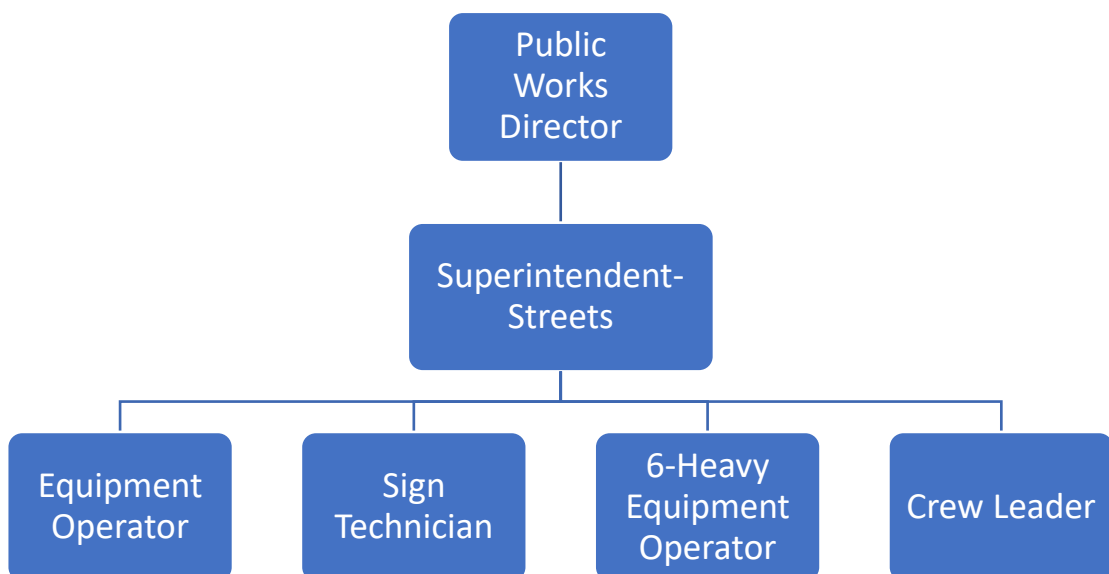 Public
Works
Director
Superintendent-
Streets
Equipment
Operator
Sign
Technician
6-Heavy
Equipment
Operator
Crew Leader